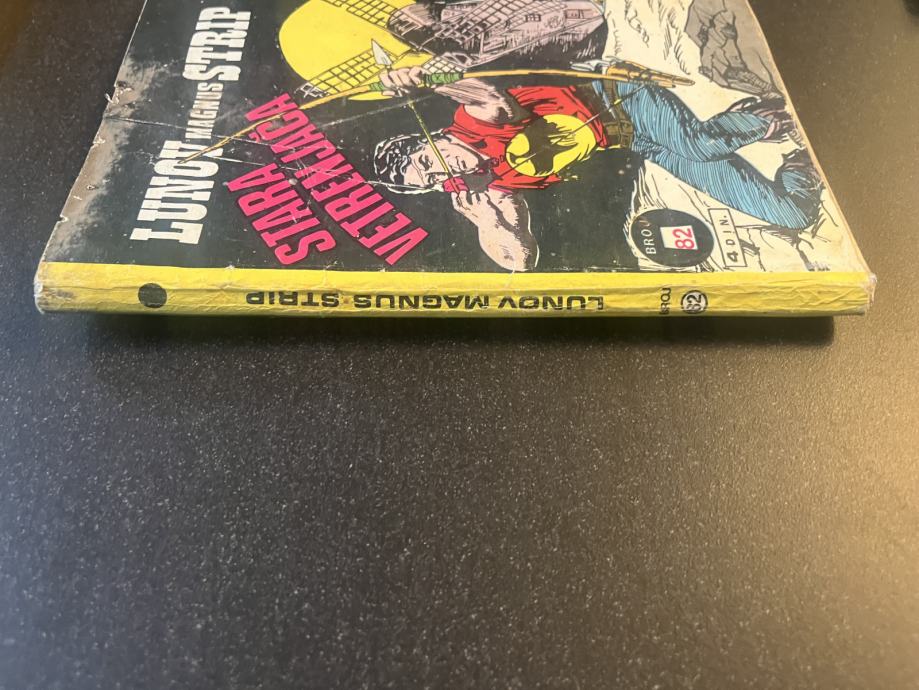 LUNOV MAGNUS STRIP
STARA
VETRENJAČA
BROJ
82
4 DIN.
LUNOV MAGNUS STRIP
BROJ
82